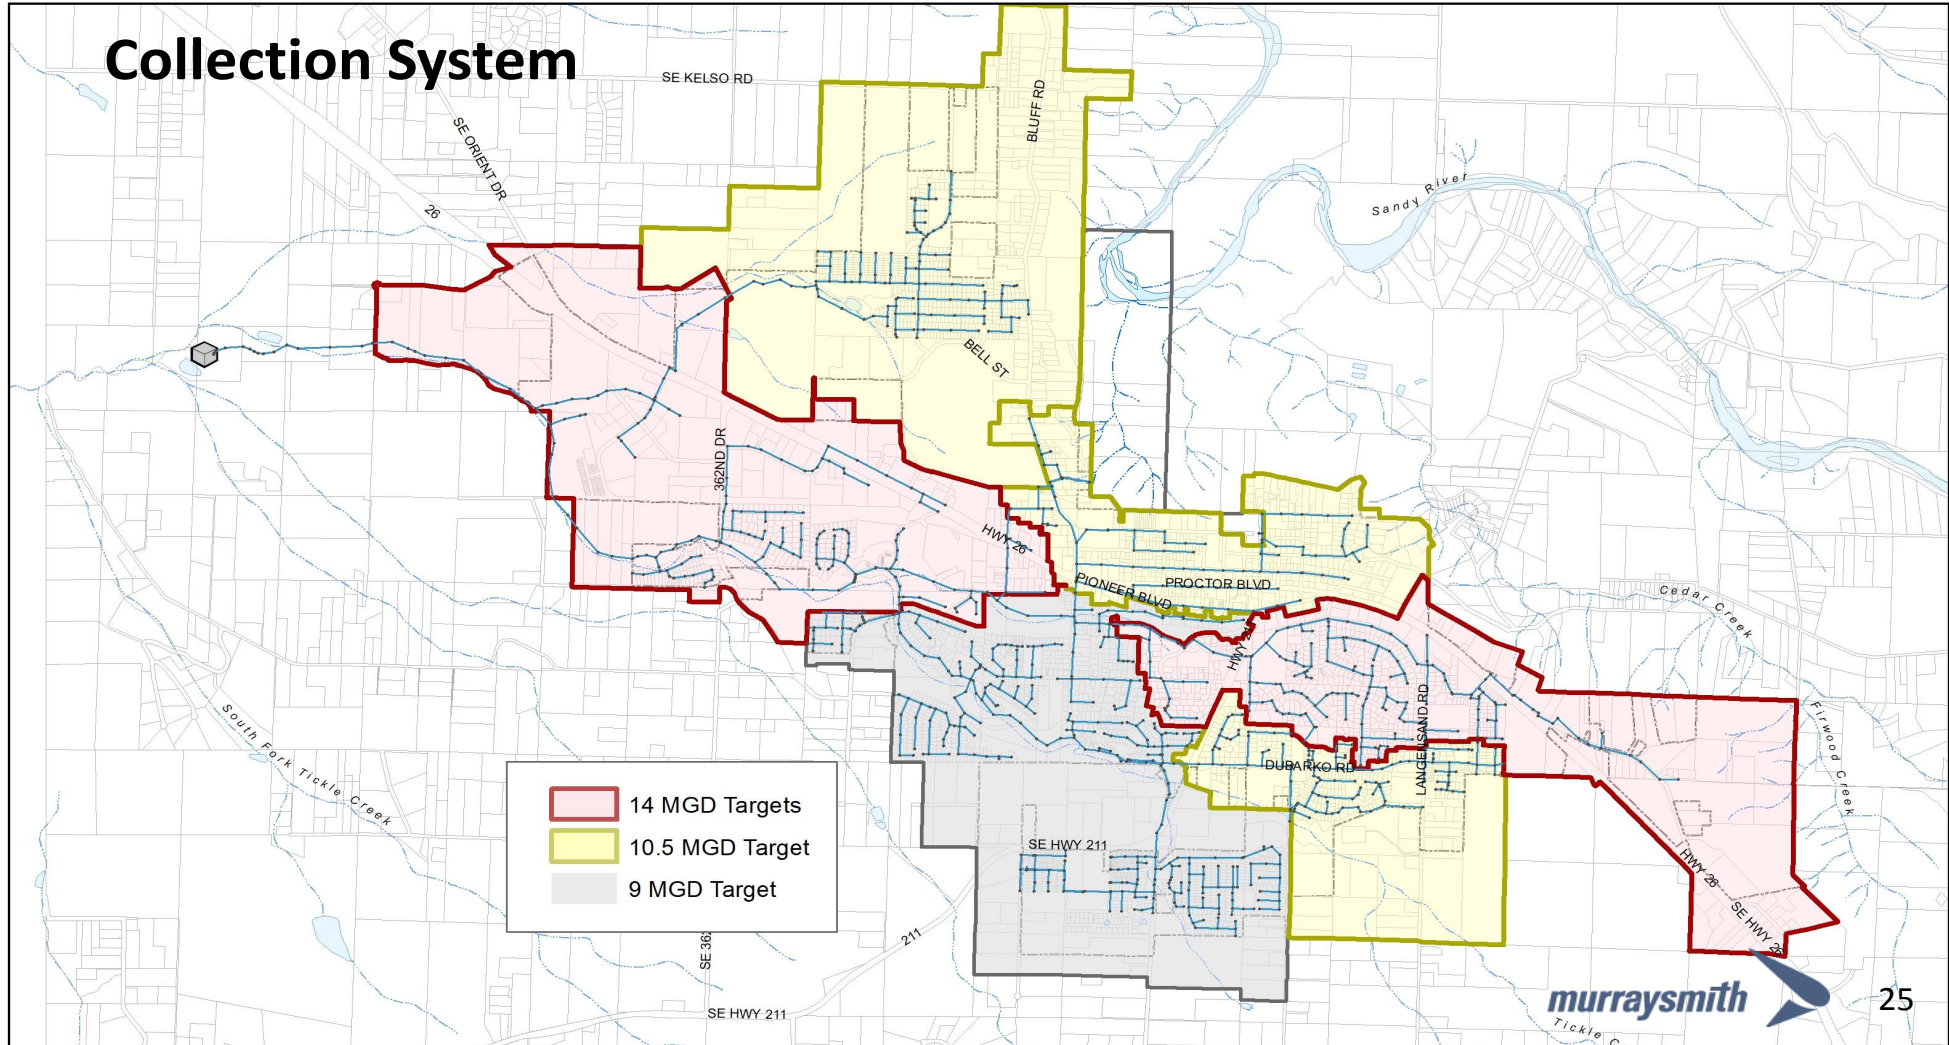 Collection System
SE KELSO RD
BLUFF RD
SE ORIENT DR
26
Sandy River
BELL ST
362ND DR
HWY 26
PIONEER BLVD
PROCTOR BLVD
Cedar Creek
HWY 211
LANGENSAND RD
DUBARKO RD
Firwood Creek
South Fork Tickle Creek
14 MGD Targets
10.5 MGD Target
9 MGD Target
SE HWY 211
HWY 26
SE HWY 26
211
SE 362
SE HWY 211
murraysmith
25
Tickle C